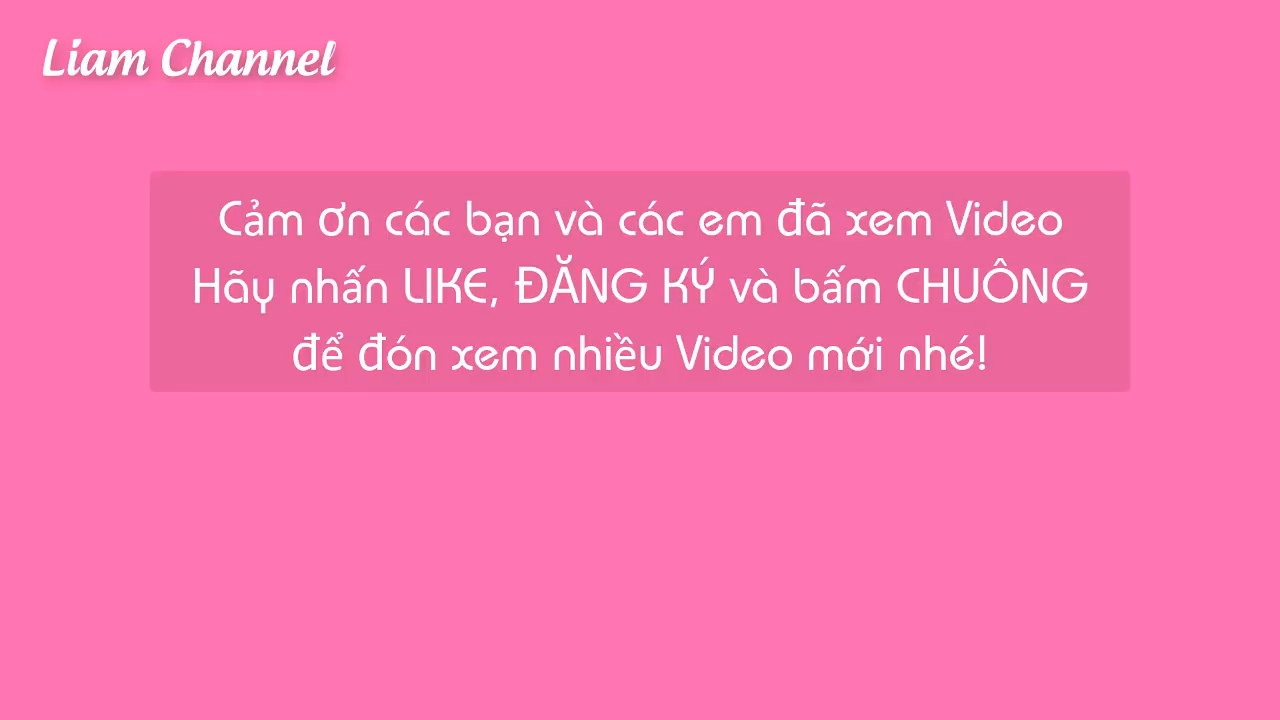 Liam Channel
Cảm ơn các bạn và các em đã xem Video
Hãy nhấn LIKE, ĐĂNG KÝ và bấm CHUÔNG
để đón xem nhiều Video mới nhé!